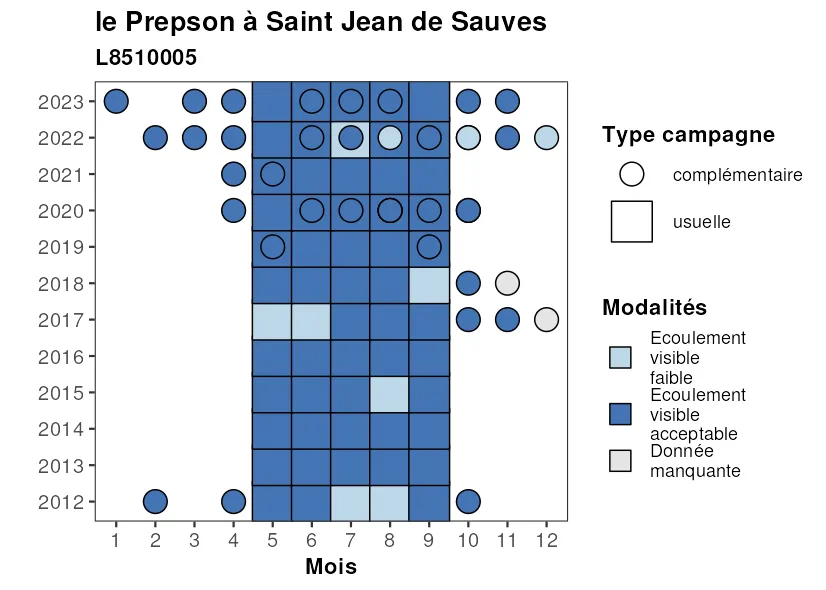 le Prepson à Saint Jean de Sauves
L8510005
2023
2022
2021
2020
2019
2018
2017
2016
2015
2014
2013
2012
1 2 3 4 5 6 7 8 9 10 11 12
Mois
Type campagne
complémentaire
usuelle
Modalités
Ecoulement
visible
faible
Ecoulement
visible
acceptable
Donnée
manquante